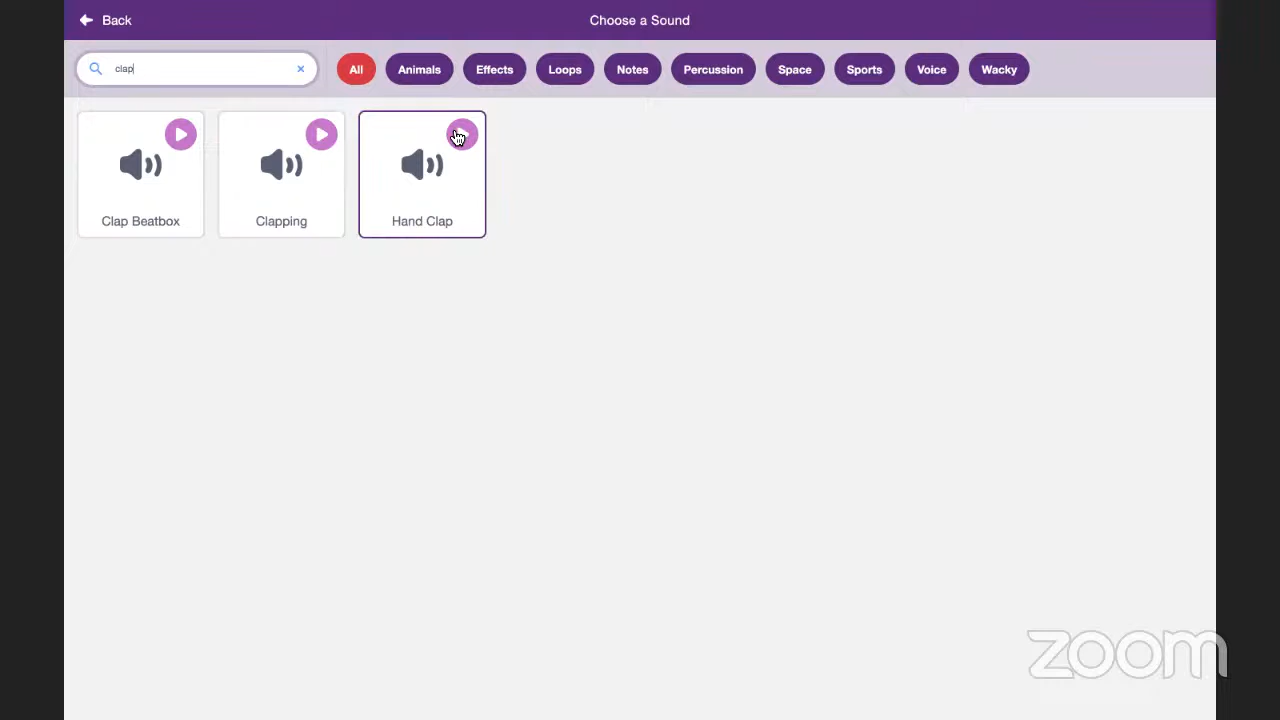 Back
Choose a Sound
clap
All
Animals
Effects
Loops
Notes
Percussion
Space
Sports
Voice
Wacky
Clap Beatbox
Clapping
Hand Clap
zoom